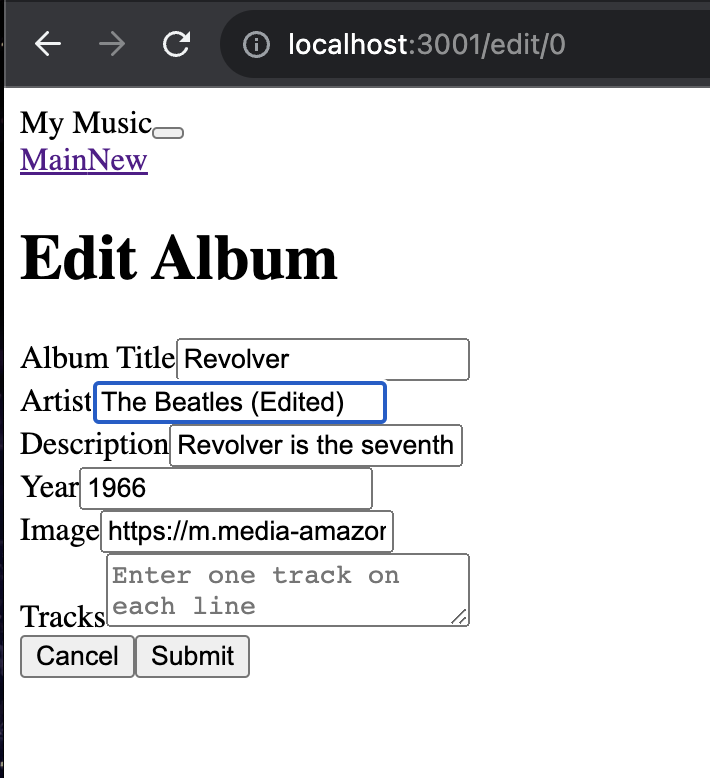 localhost:3001/edit/0
My Music
MainNew
Edit Album
Album Title Revolver
Artist The Beatles (Edited)
Description Revolver is the seventh
Year 1966
Image https://m.media-amazon
Tracks Enter one track on
each line
Cancel Submit